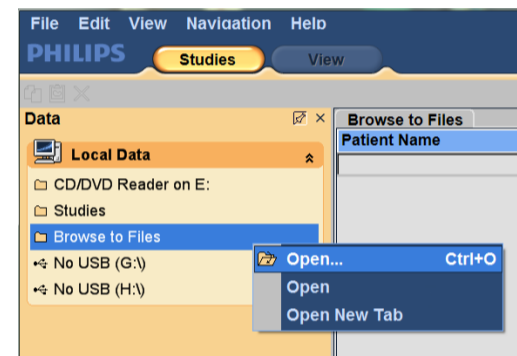 File Edit View Navigation Help
PHILIPS Studies View
Data Browse to Files
Patient Name
Local Data
CD/DVD Reader on E:
Studies
Browse to Files
Open... Ctrl+O
No USB (G:\)
Open
No USB (H:\)
Open New Tab